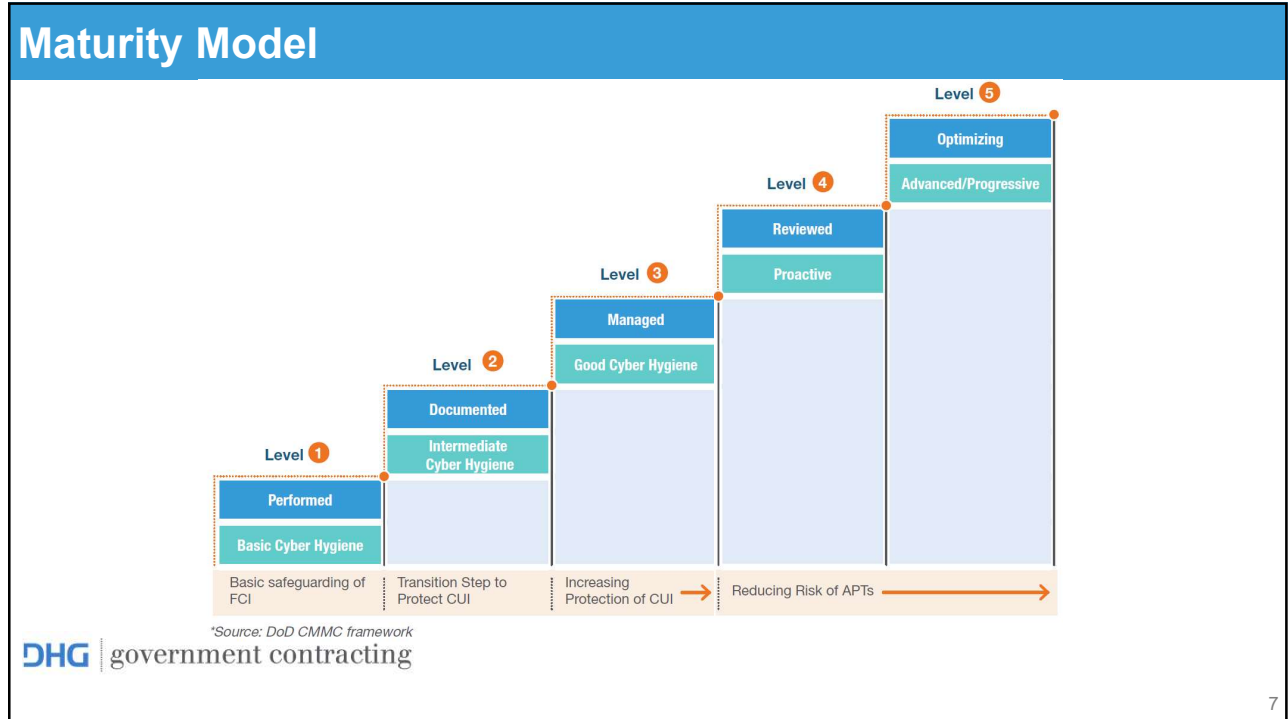 Maturity Model
Level 5
Optimizing
Advanced/Progressive
Level 4
Reviewed
Proactive
Level 3
Managed
Good Cyber Hygiene
Level 2
Documented
Intermediate
Cyber Hygiene
Level 1
Performed
Basic Cyber Hygiene
Basic safeguarding of
FCI
Transition Step to
Protect CUI
Increasing
Protection of CUI
Reducing Risk of APTs
*Source: DoD CMMC framework
DHG government contracting
7